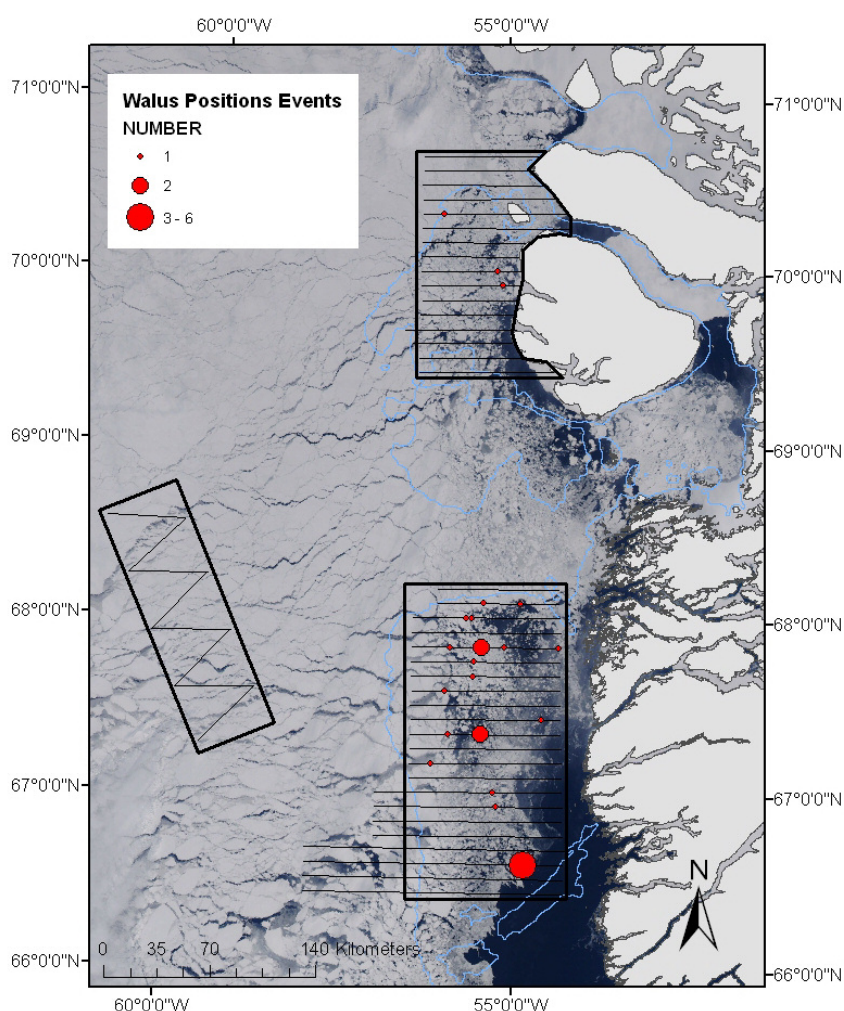 60°0'0"W 55°0'0"W
71°0'0"N 71°0'0"N
Walus Positions Events
NUMBER
1
2
3 - 6
70°0'0"N 70°0'0"N
69°0'0"N 69°0'0"N
68°0'0"N 68°0'0"N
67°0'0"N 67°0'0"N
N
0 35 70 140 Kilometers
66°0'0"N 66°0'0"N
60°0'0"W 55°0'0"W